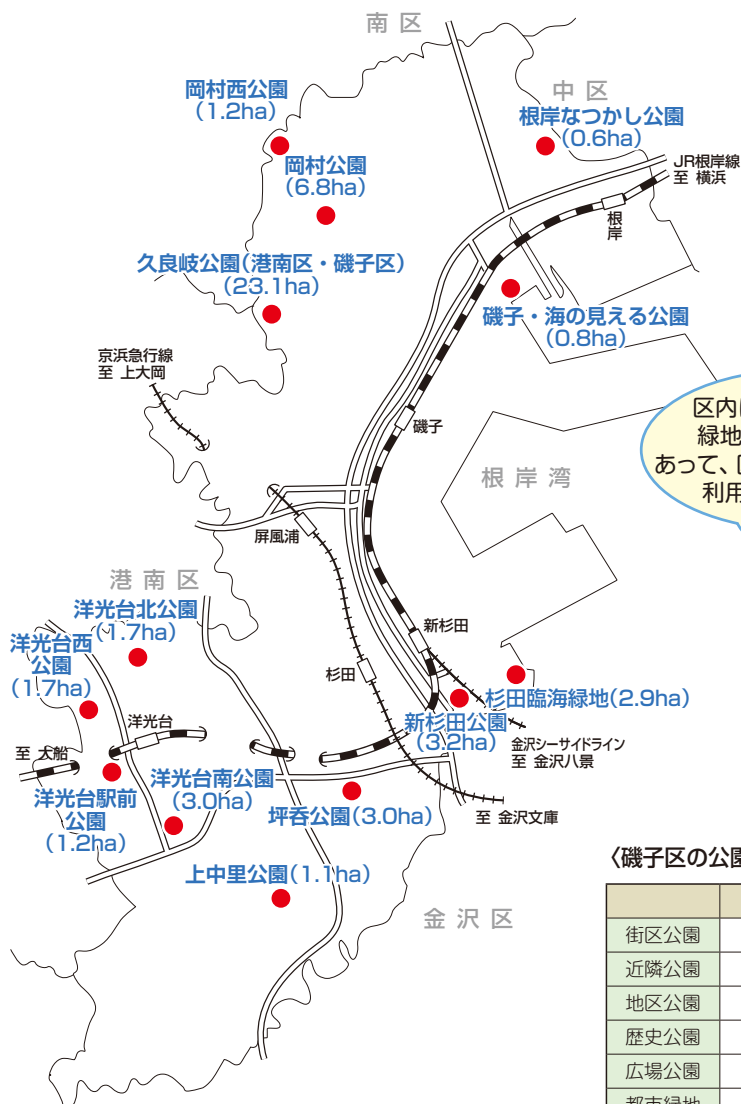 南区
岡村西公園
(1.2ha)
中区
根岸なつかし公園
(0.6ha)
岡村公園
(6.8ha)
JR根岸線
至 横浜
根岸
久良岐公園(港南区・磯子区)
(23.1ha)
磯子・海の見える公園
(0.8ha)
京浜急行線
至 上大岡
磯子
区内に
緑地
あって、
利用
根岸湾
屏風浦
港南区
洋光台北公園
(1.7ha)
洋光台西
公園
(1.7ha)
新杉田
杉田
杉田臨海緑地(2.9ha)
新杉田公園
(3.2ha)
洋光台
至 大船
金沢シーサイドライン
至 金沢八景
洋光台南公園
(3.0ha)
洋光台駅前
公園
(1.2ha)
坪呑公園(3.0ha)
至 金沢文庫
上中里公園(1.1ha)
金沢区
〈磯子区の公園
街区公園
近隣公園
地区公園
歴史公園
広場公園
都市緑地